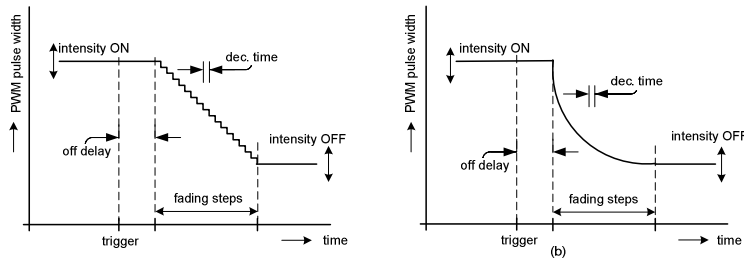 PWM pulse width
intensity ON
dec. time
off delay
intensity OFF
fading steps
trigger
time
PWM pulse width
intensity ON
dec. time
off delay
intensity OFF
fading steps
trigger
time
(b)